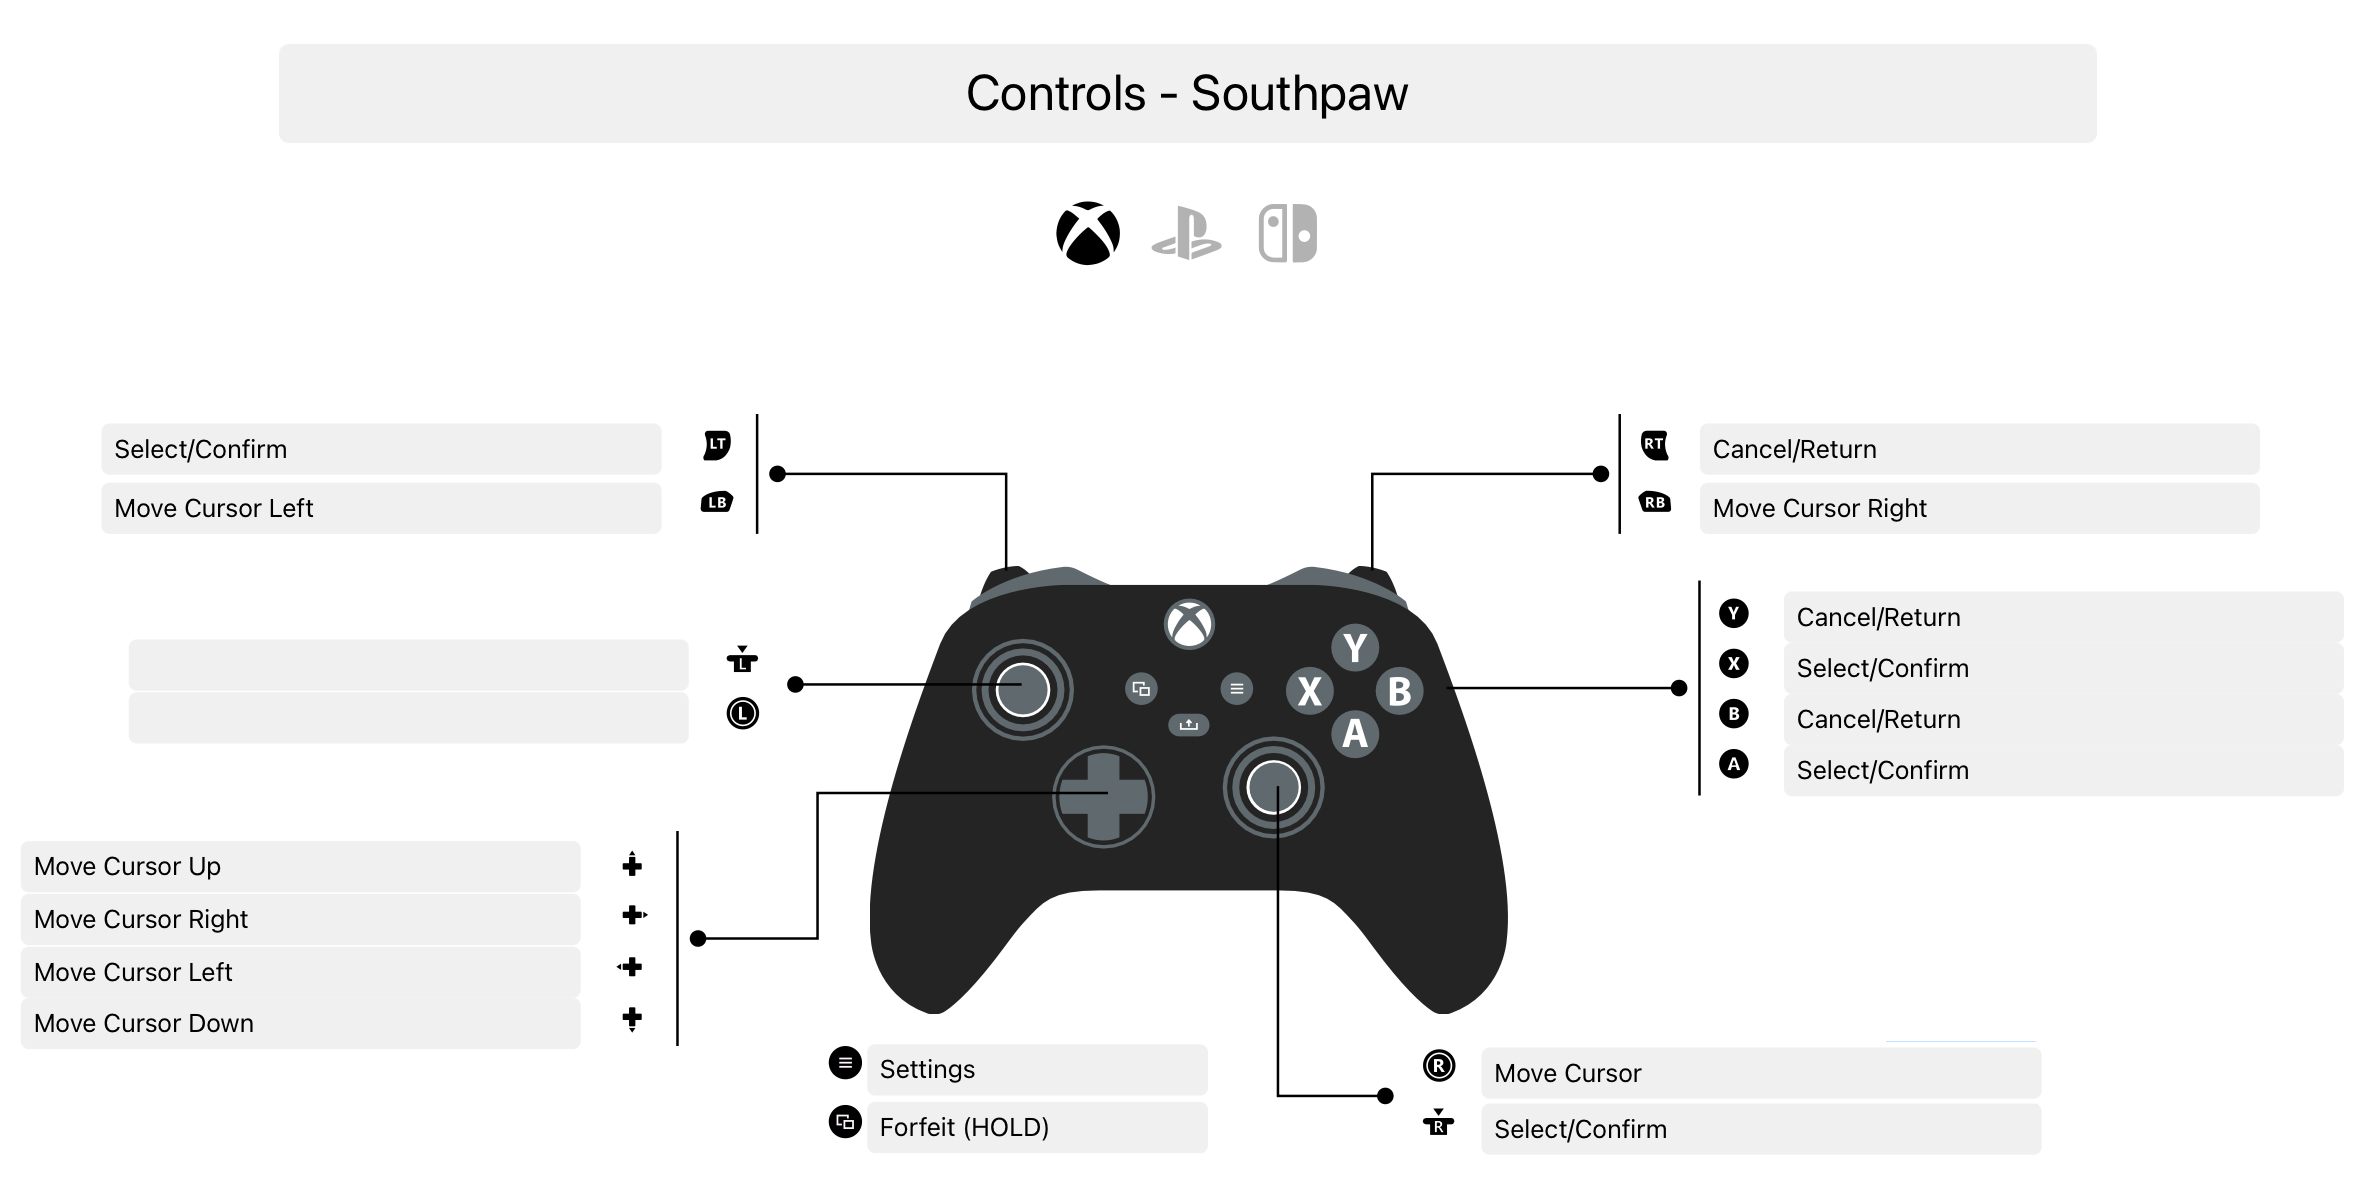 Controls - Southpaw
Select/Confirm LT
Move Cursor Left LB
RT Cancel/Return
RB Move Cursor Right
L
L
Y Cancel/Return
X Select/Confirm
B Cancel/Return
A Select/Confirm
Y
X B
A
Move Cursor Up
Move Cursor Right
Move Cursor Left
Move Cursor Down
Settings
Forfeit (HOLD)
R Move Cursor
R Select/Confirm